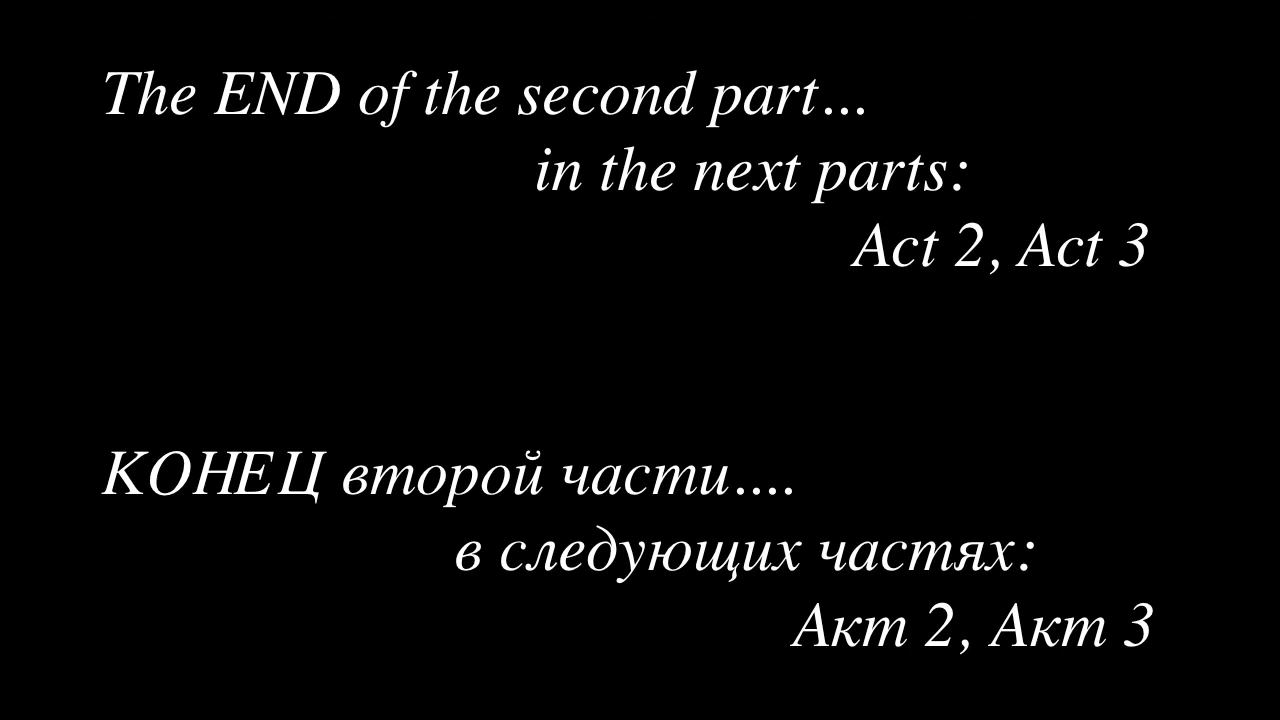 The END of the second part...
in the next parts:
Act 2, Act 3
КОНЕЦ второй части....
в следующих частях:
Акт 2, Акт 3